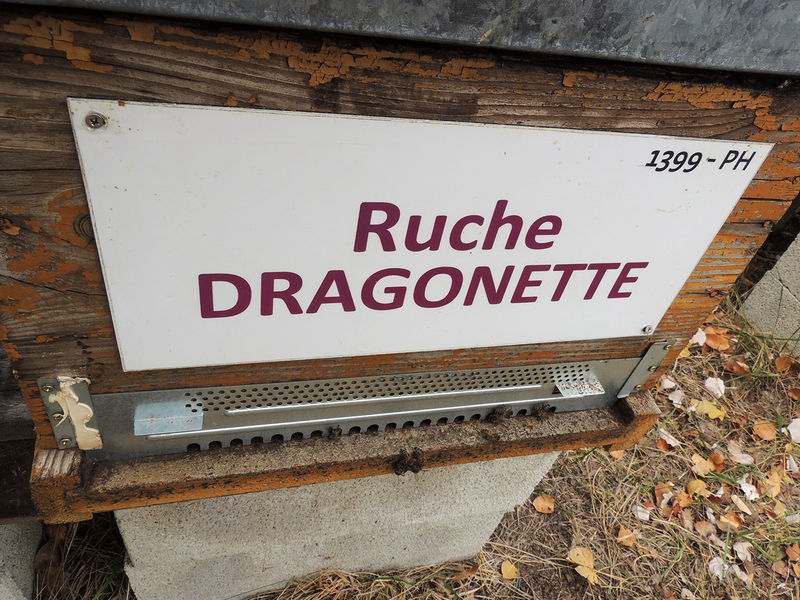 1399 - PH
Ruche
DRAGONETTE